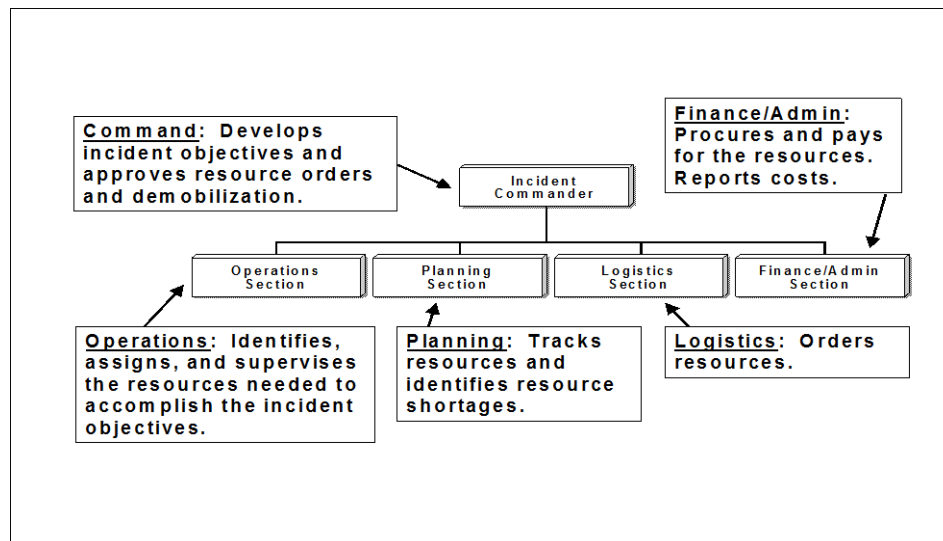 Command: Develops
incident objectives and
approves resource orders
and demobilization.
Finance/Admin:
Procures and pays
for the resources.
Reports costs.
Incident
Commander
Operations
Section
Planning
Section
Logistics
Section
Finance/Admin
Section
Operations: Identifies,
assigns, and supervises
the resources needed to
accomplish the incident
objectives.
Planning: Tracks
resources and
identifies resource
shortages.
Logistics: Orders
resources.